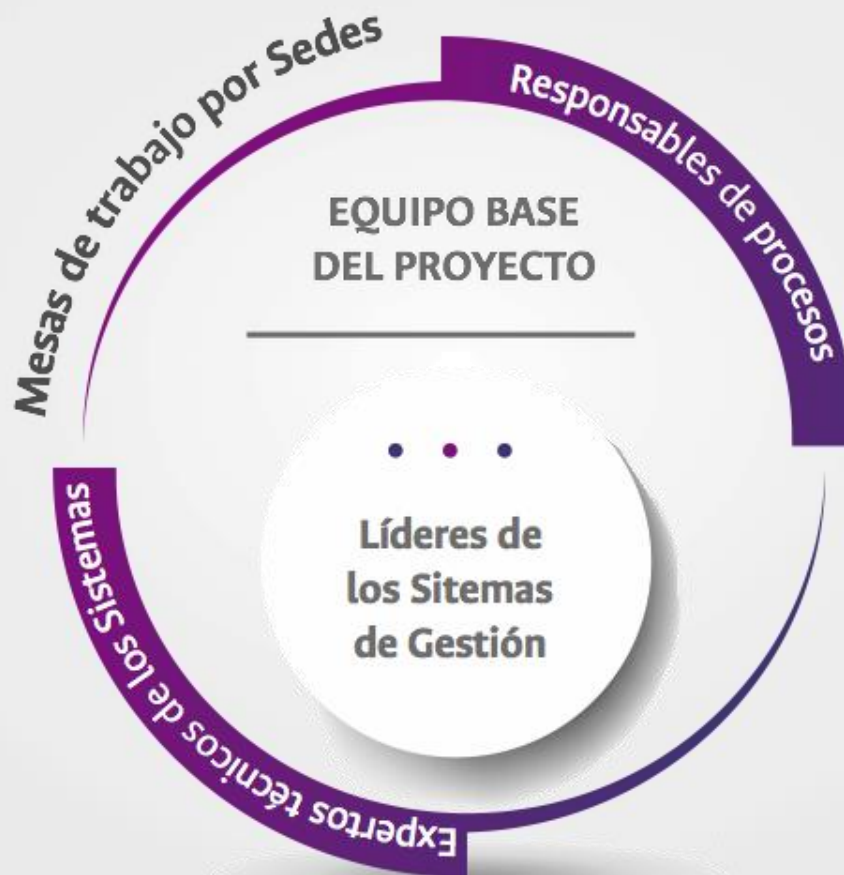 Mesas de trabajo por Sedes
Responsables de procesos
EQUIPO BASE
DEL PROYECTO
Líderes de
los Sitemas
de Gestión
Expertos técnicos de los Sistemas